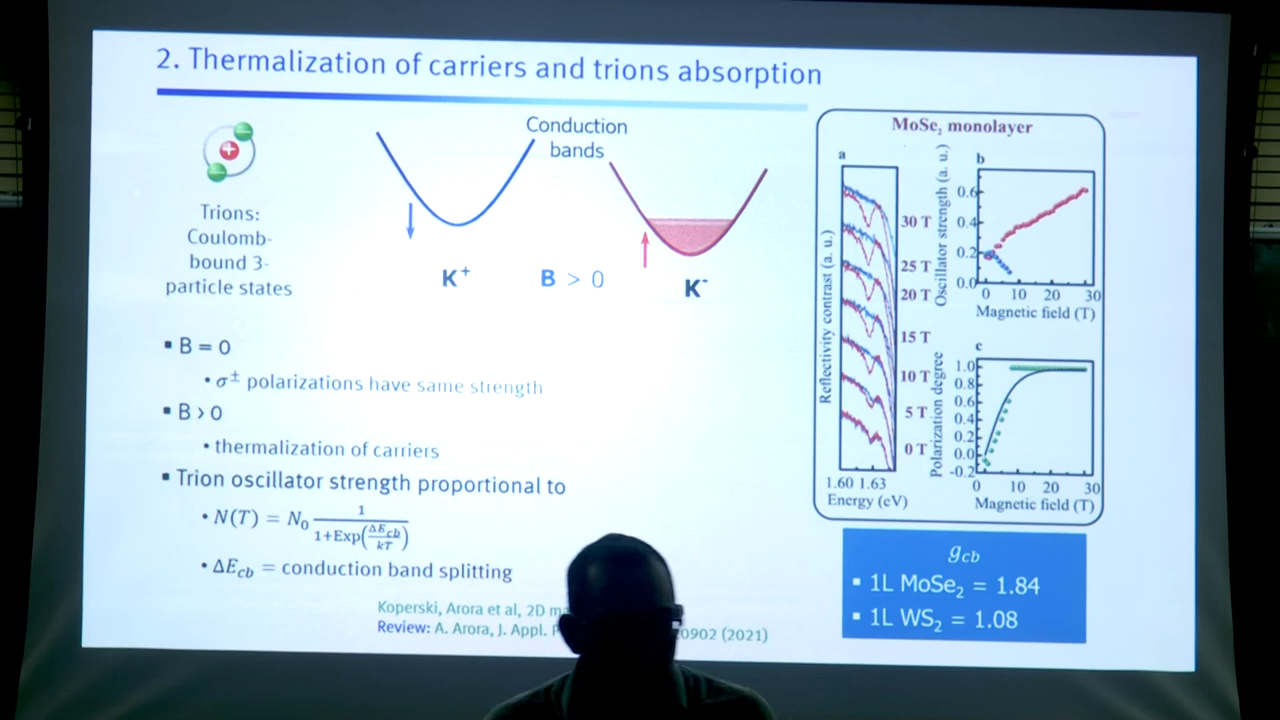 2. Thermalization of carriers and trions absorption
Trions:
Coulomb-
bound 3-
particle states
Conduction
bands
K⁺
B > 0
K⁻
▪ B = 0
• σ± polarizations have same strength
▪ B > 0
• thermalization of carriers
▪ Trion oscillator strength proportional to
• N(T) = N₀ 1/(1+Exp(ΔE_cb/kT))
• ΔE_cb = conduction band splitting
Koperski, Arora et al, 2D
Review: A. Arora, J. Appl. 0902 (2021)
MoSe₂ monolayer
a
Reflectivity contrast (a. u.)
30 T
25 T
20 T
15 T
10 T
5 T
0 T
1.60 1.63
Energy (eV)
b
Oscillator strength (a. u.)
0.6
0.4
0.2
0.0
0 10 20 30
Magnetic field (T)
c
Polarization degree
1.0
0.8
0.6
0.4
0.2
0.0
-0.2
0 10 20 30
Magnetic field (T)
g_cb
▪ 1L MoSe₂ = 1.84
▪ 1L WS₂ = 1.08